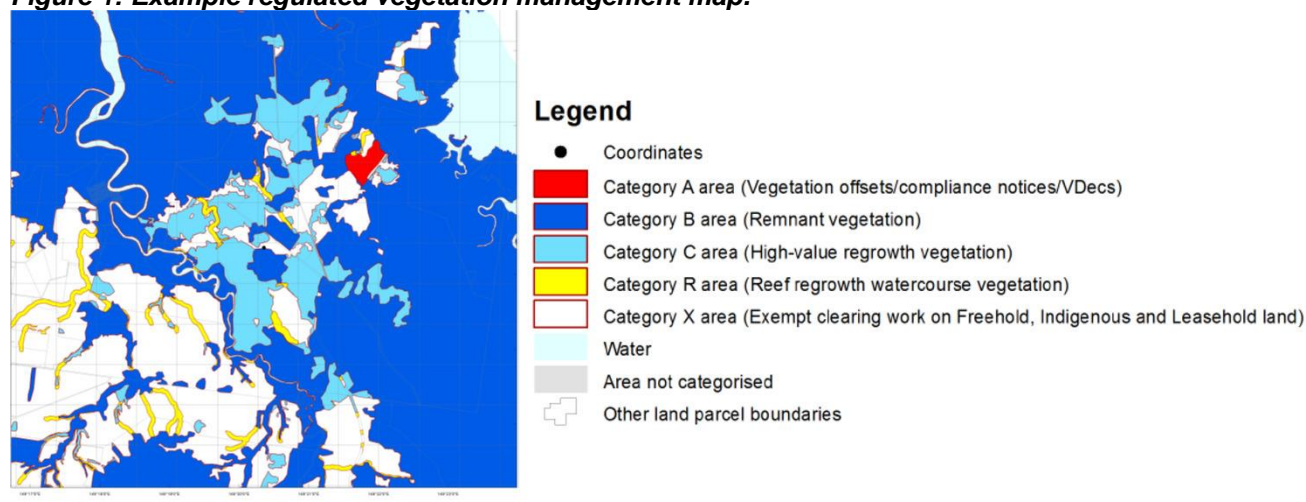 Figure 1: Example regulated vegetation management map.
Legend
Coordinates
Category A area (Vegetation offsets/compliance notices/VDecs)
Category B area (Remnant vegetation)
Category C area (High-value regrowth vegetation)
Category R area (Reef regrowth watercourse vegetation)
Category X area (Exempt clearing work on Freehold, Indigenous and Leasehold land)
Water
Area not categorised
Other land parcel boundaries